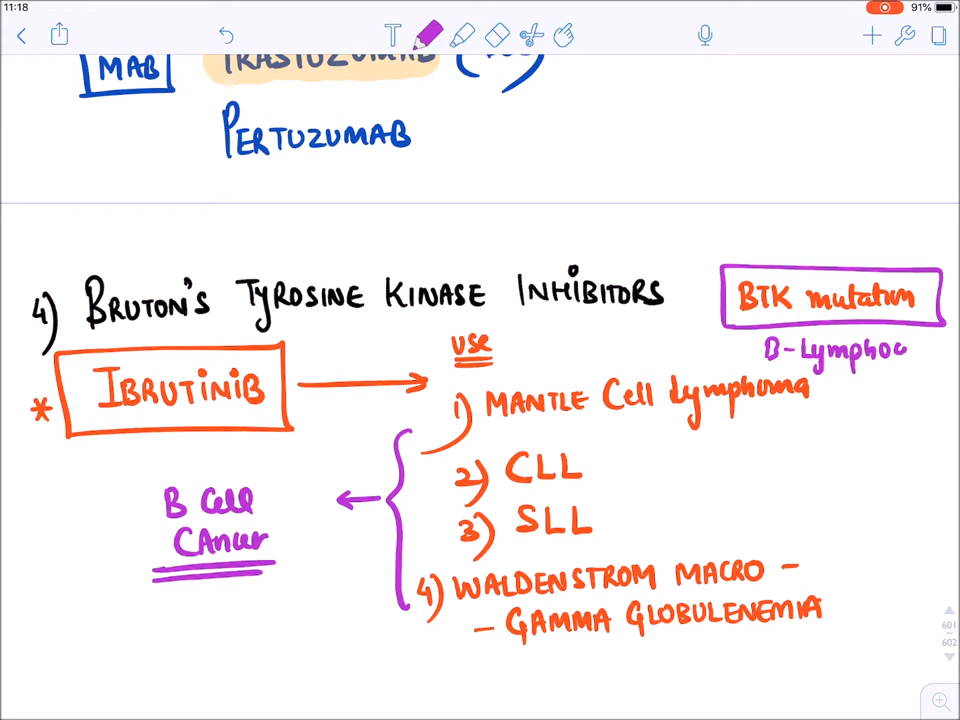 11:18
91%
T
MAB TRASTUZUMAB
PERTUZUMAB
4) BRUTON'S TYROSINE KINASE INHIBITORS
BTK mutation
B-Lymphoc
* IBRUTINIB
USE
1) MANTLE Cell Lymphoma
2) CLL
3) SLL
B Cell
CAncer
4) WALDENSTROM MACRO -
- GAMMA GLOBULENEMIA
601
602